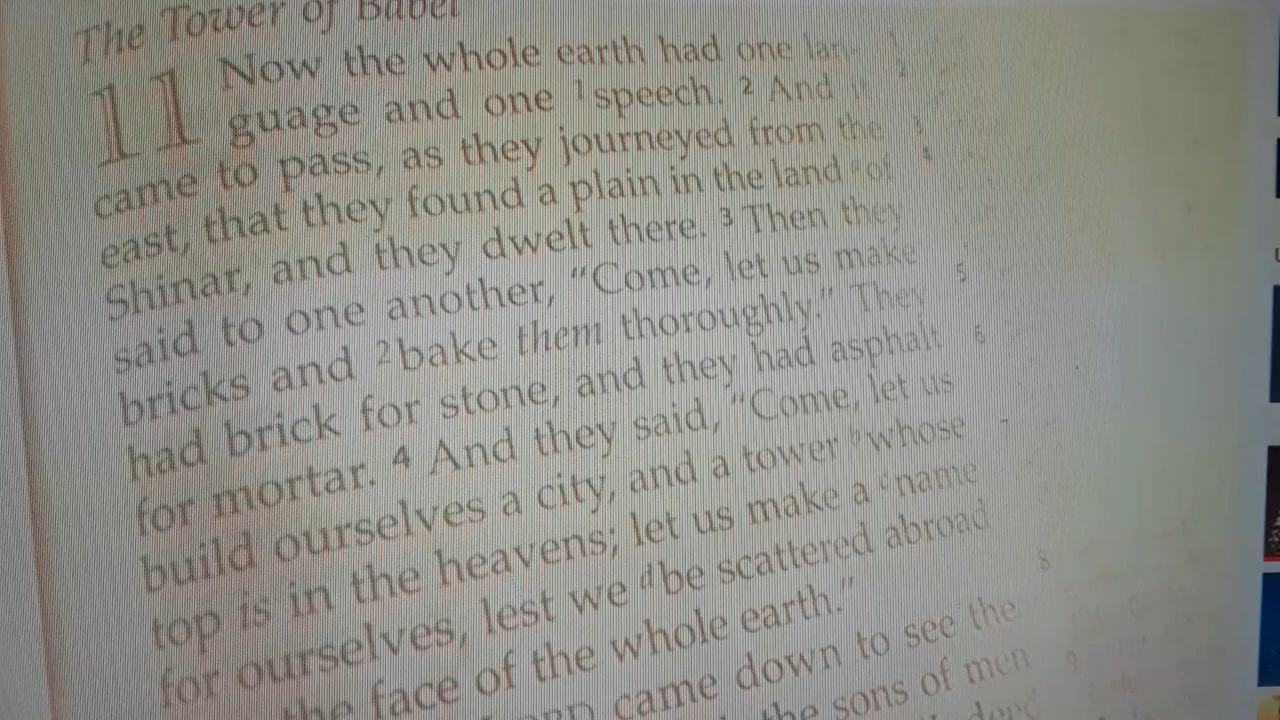 The Tower of Babel
11 Now the whole earth had one lan-
guage and one 1speech. 2 And it
came to pass, as they journeyed from the
east, that they found a plain in the land a of
Shinar, and they dwelt there. 3 Then they
said to one another, “Come, let us make
bricks and 2bake them thoroughly.” They
had brick for stone, and they had asphalt
for mortar. 4 And they said, “Come, let us
build ourselves a city, and a tower bwhose
top is in the heavens; let us make a cname
for ourselves, lest we dbe scattered abroad
the face of the whole earth.”
came down to see the
the sons of men